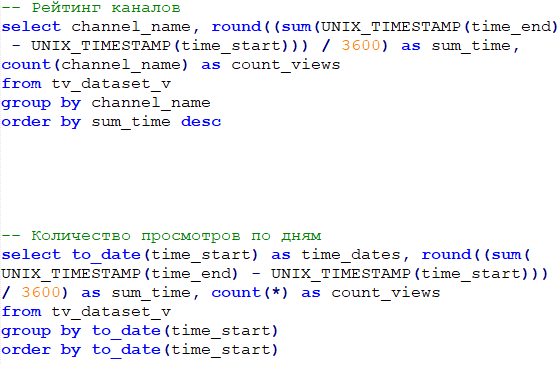 -- Рейтинг каналов
select channel_name, round((sum(UNIX_TIMESTAMP(time_end)
- UNIX_TIMESTAMP(time_start))) / 3600) as sum_time,
count(channel_name) as count_views
from tv_dataset_v
group by channel_name
order by sum_time desc
-- Количество просмотров по дням
select to_date(time_start) as time_dates, round((sum(
UNIX_TIMESTAMP(time_end) - UNIX_TIMESTAMP(time_start)))
/ 3600) as sum_time, count(*) as count_views
from tv_dataset_v
group by to_date(time_start)
order by to_date(time_start)